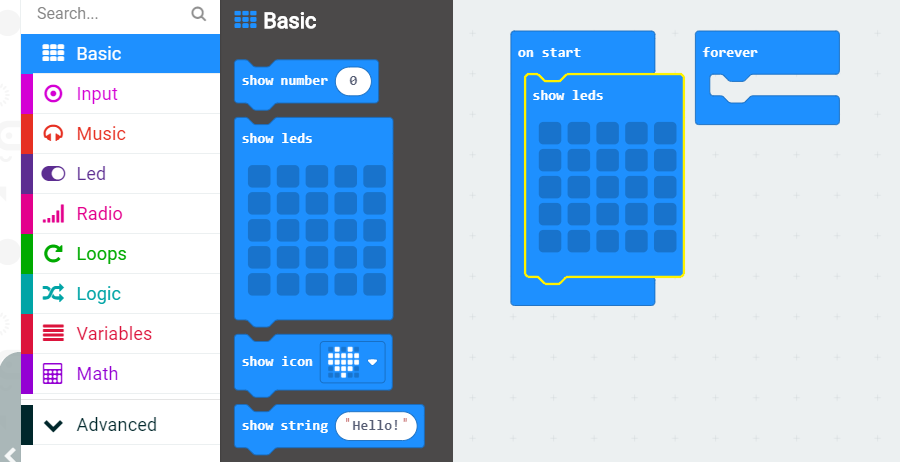 Search...
Basic
Input
Music
Led
Radio
Loops
Logic
Variables
Math
Advanced
Basic
show number 0
show leds
show icon
show string "Hello!"
on start
show leds
forever